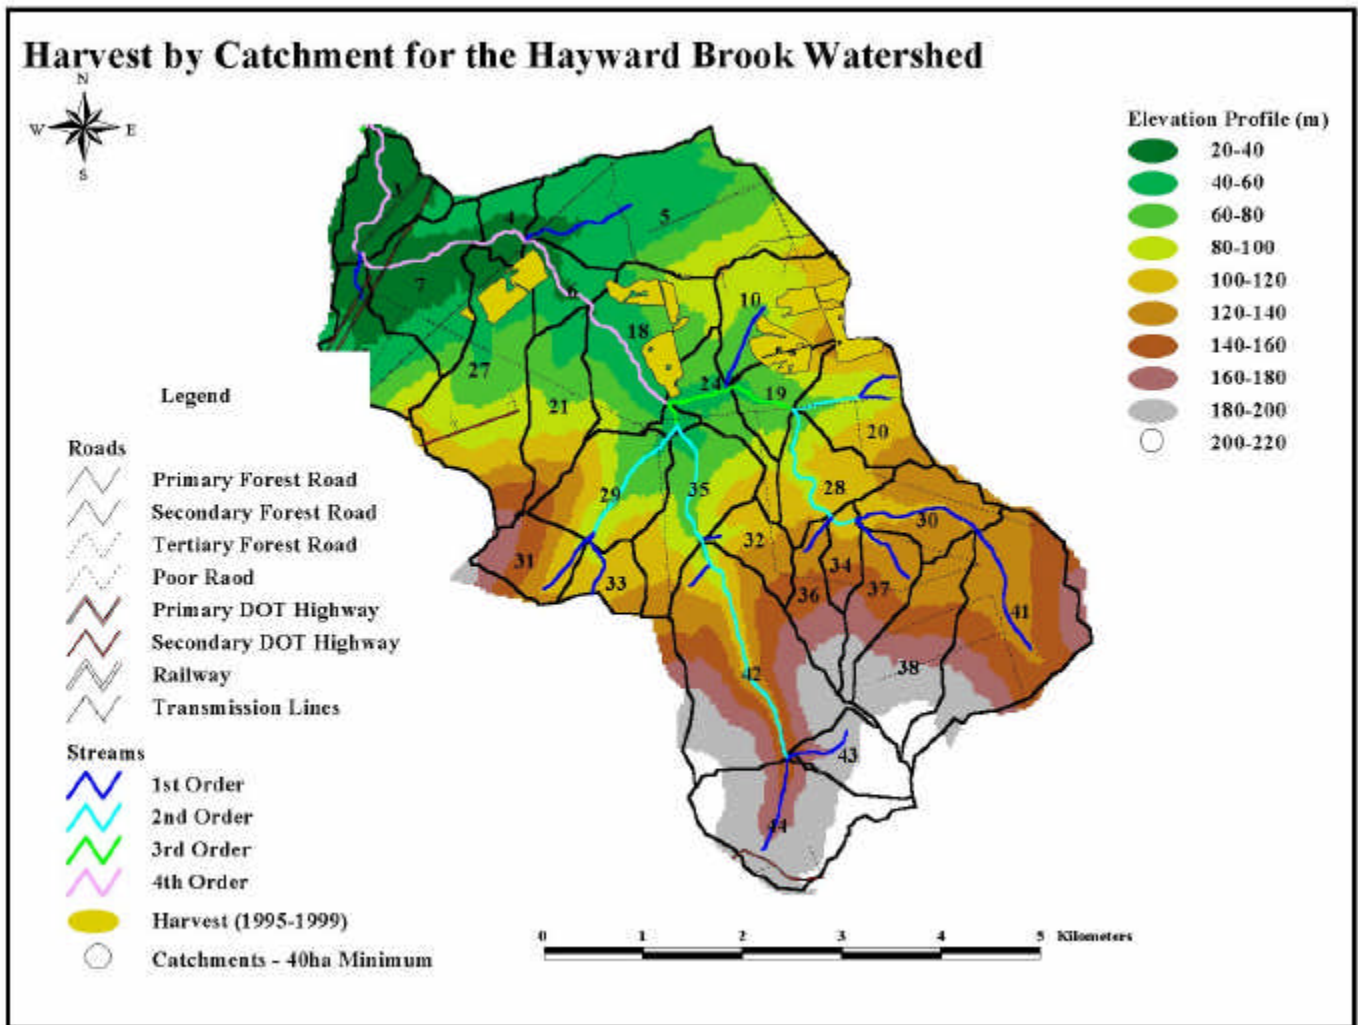 Harvest by Catchment for the Hayward Brook Watershed
N
W E
S
Elevation Profile (m)
20-40
40-60
60-80
80-100
100-120
120-140
140-160
160-180
180-200
200-220
Legend
Roads
Primary Forest Road
Secondary Forest Road
Tertiary Forest Road
Poor Raod
Primary DOT Highway
Secondary DOT Highway
Railway
Transmission Lines
Streams
1st Order
2nd Order
3rd Order
4th Order
Harvest (1995-1999)
Catchments - 40ha Minimum
4
5
7
6
10
18
27
24
19
21
20
29
35
28
30
32
31
33
34
36
37
41
42
38
43
44
0 1 2 3 4 5 Kilometers